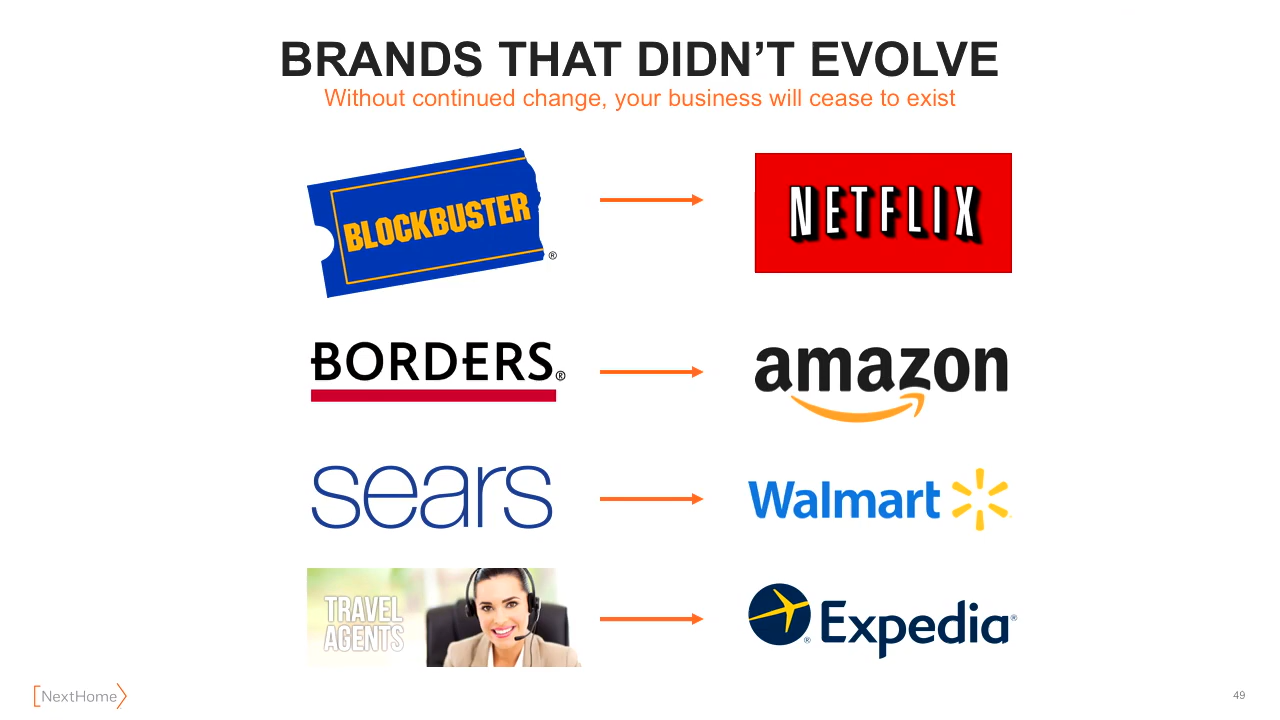 BRANDS THAT DIDN’T EVOLVE
Without continued change, your business will cease to exist
BLOCKBUSTER ®
NETFLIX
BORDERS®
amazon
sears
Walmart
TRAVEL
AGENTS
® Expedia®
[NextHome]
49